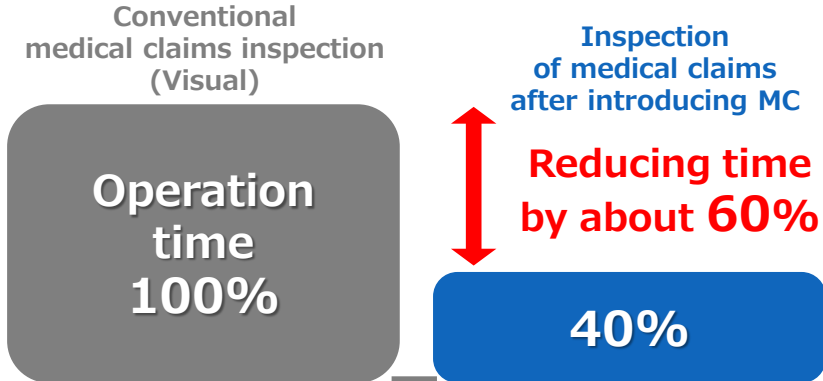 Conventional
medical claims inspection
(Visual)
Operation
time
100%
Inspection
of medical claims
after introducing MC
Reducing time
by about 60%
40%